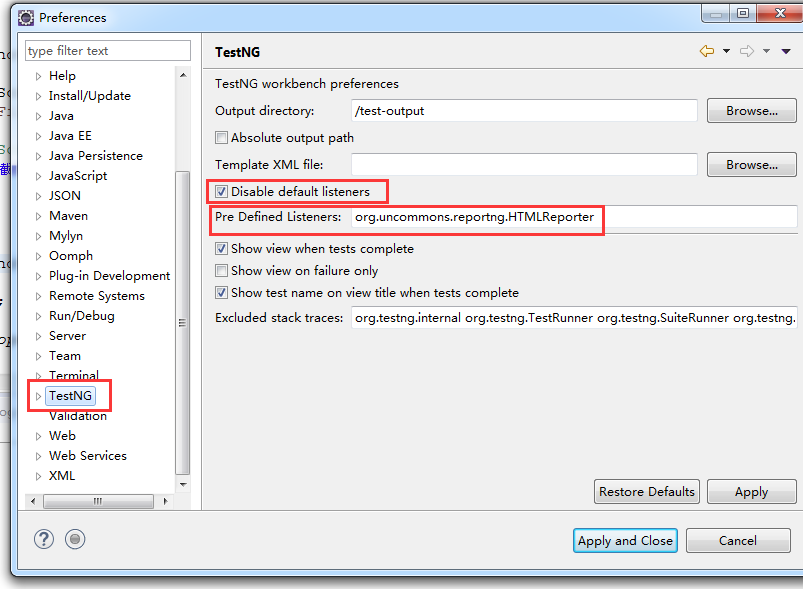 Preferences
type filter text
Help
Install/Update
Java
Java EE
Java Persistence
JavaScript
JSON
Maven
Mylyn
Oomph
Plug-in Development
Remote Systems
Run/Debug
Server
Team
Terminal
TestNG
Validation
Web
Web Services
XML
TestNG
TestNG workbench preferences
Output directory: /test-output Browse...
Absolute output path
Template XML file: Browse...
Disable default listeners
Pre Defined Listeners: org.uncommons.reportng.HTMLReporter
Show view when tests complete
Show view on failure only
Show test name on view title when tests complete
Excluded stack traces: org.testng.internal org.testng.TestRunner org.testng.SuiteRunner org.testng.
Restore Defaults Apply
Apply and Close Cancel